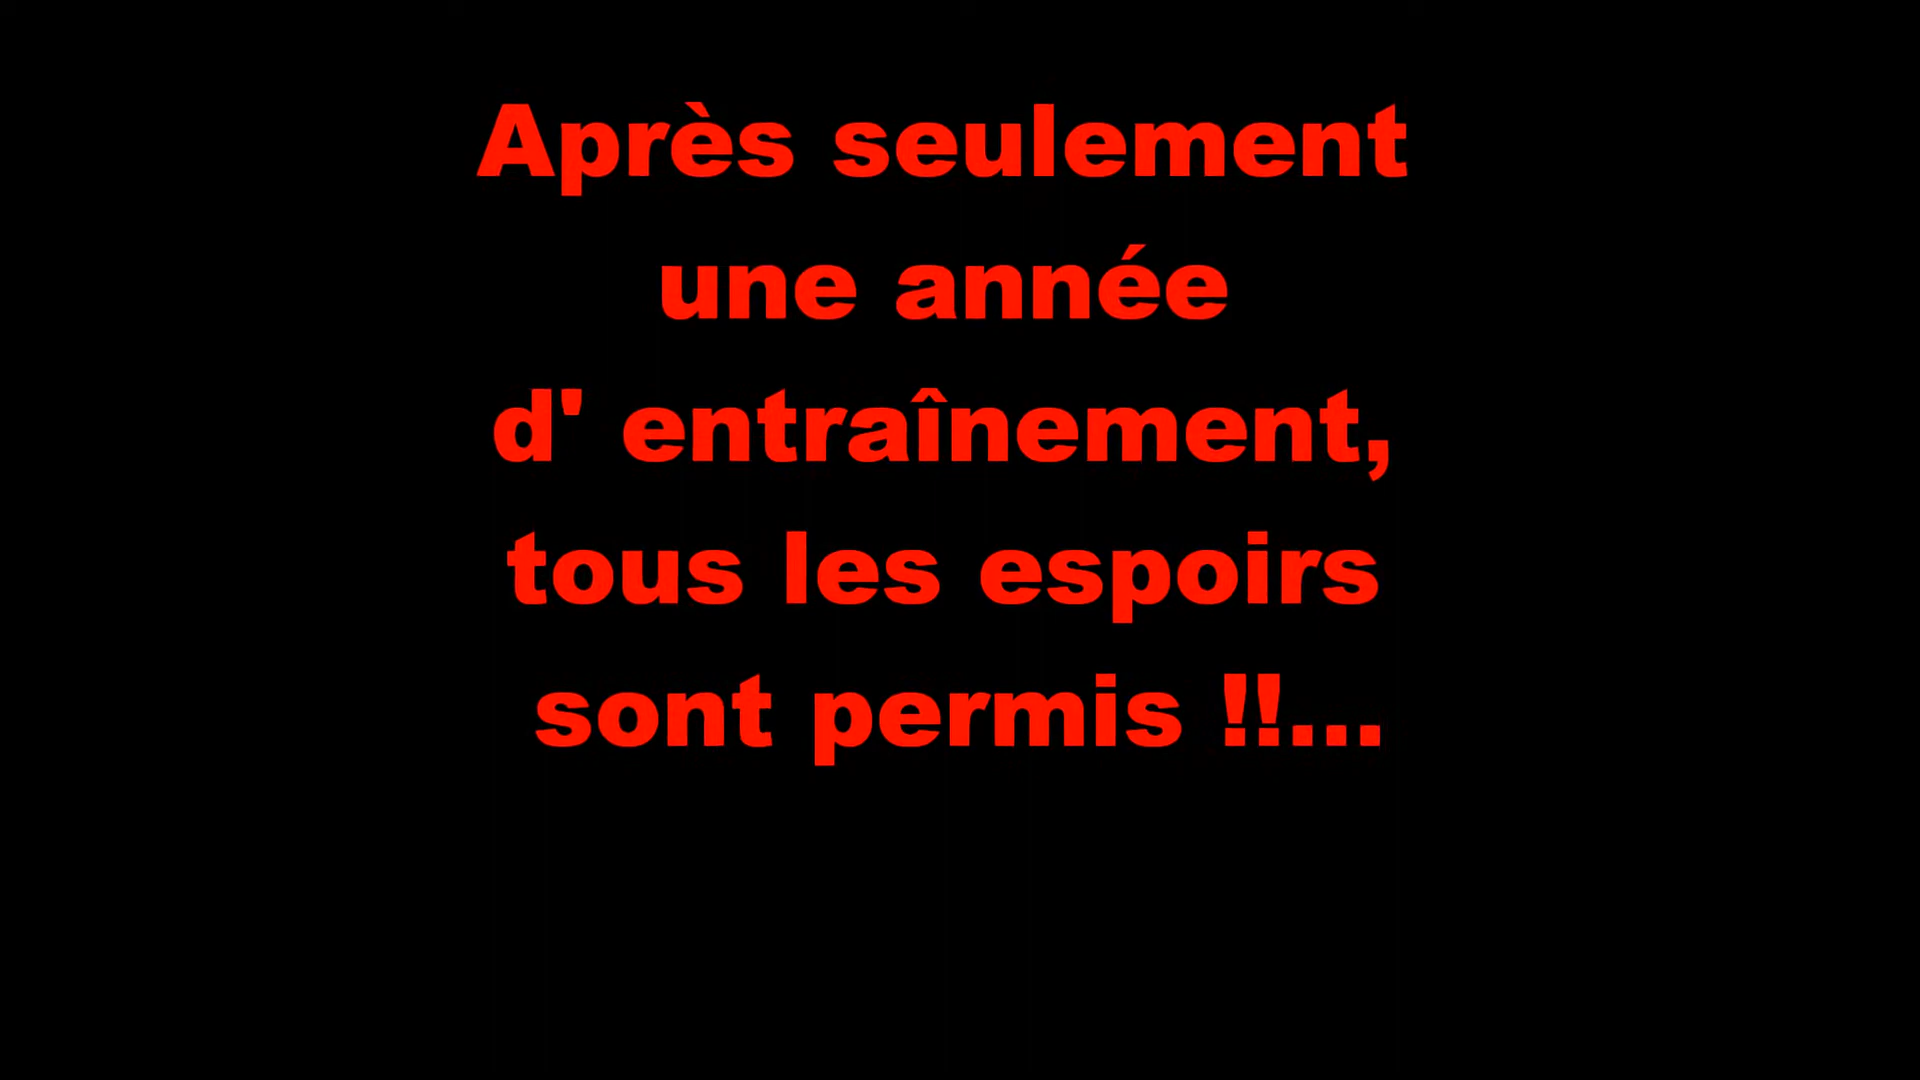 Après seulement
une année
d' entraînement,
tous les espoirs
sont permis !!...